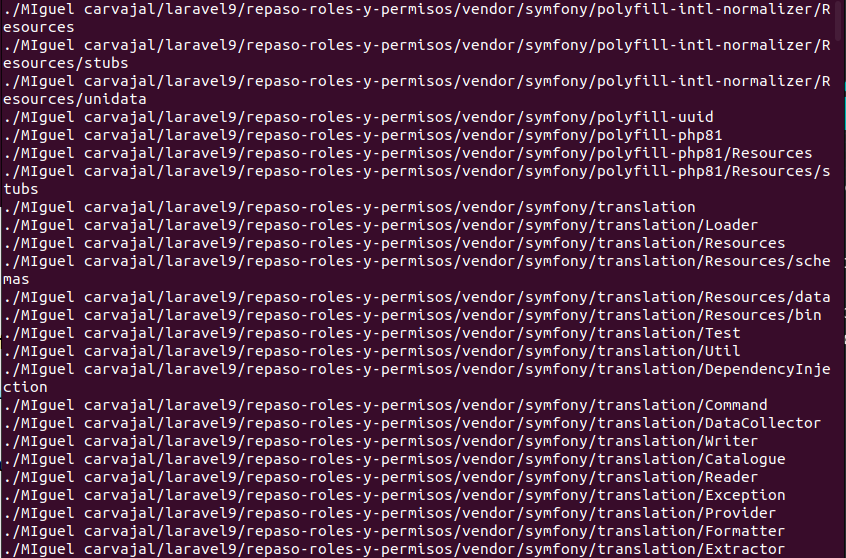 ./MIguel carvajal/laravel9/repaso-roles-y-permisos/vendor/symfony/polyfill-intl-normalizer/R
esources
./MIguel carvajal/laravel9/repaso-roles-y-permisos/vendor/symfony/polyfill-intl-normalizer/R
esources/stubs
./MIguel carvajal/laravel9/repaso-roles-y-permisos/vendor/symfony/polyfill-intl-normalizer/R
esources/unidata
./MIguel carvajal/laravel9/repaso-roles-y-permisos/vendor/symfony/polyfill-uuid
./MIguel carvajal/laravel9/repaso-roles-y-permisos/vendor/symfony/polyfill-php81
./MIguel carvajal/laravel9/repaso-roles-y-permisos/vendor/symfony/polyfill-php81/Resources
./MIguel carvajal/laravel9/repaso-roles-y-permisos/vendor/symfony/polyfill-php81/Resources/s
tubs
./MIguel carvajal/laravel9/repaso-roles-y-permisos/vendor/symfony/translation
./MIguel carvajal/laravel9/repaso-roles-y-permisos/vendor/symfony/translation/Loader
./MIguel carvajal/laravel9/repaso-roles-y-permisos/vendor/symfony/translation/Resources
./MIguel carvajal/laravel9/repaso-roles-y-permisos/vendor/symfony/translation/Resources/sche
mas
./MIguel carvajal/laravel9/repaso-roles-y-permisos/vendor/symfony/translation/Resources/data
./MIguel carvajal/laravel9/repaso-roles-y-permisos/vendor/symfony/translation/Resources/bin
./MIguel carvajal/laravel9/repaso-roles-y-permisos/vendor/symfony/translation/Test
./MIguel carvajal/laravel9/repaso-roles-y-permisos/vendor/symfony/translation/Util
./MIguel carvajal/laravel9/repaso-roles-y-permisos/vendor/symfony/translation/DependencyInje
ction
./MIguel carvajal/laravel9/repaso-roles-y-permisos/vendor/symfony/translation/Command
./MIguel carvajal/laravel9/repaso-roles-y-permisos/vendor/symfony/translation/DataCollector
./MIguel carvajal/laravel9/repaso-roles-y-permisos/vendor/symfony/translation/Writer
./MIguel carvajal/laravel9/repaso-roles-y-permisos/vendor/symfony/translation/Catalogue
./MIguel carvajal/laravel9/repaso-roles-y-permisos/vendor/symfony/translation/Reader
./MIguel carvajal/laravel9/repaso-roles-y-permisos/vendor/symfony/translation/Exception
./MIguel carvajal/laravel9/repaso-roles-y-permisos/vendor/symfony/translation/Provider
./MIguel carvajal/laravel9/repaso-roles-y-permisos/vendor/symfony/translation/Formatter
./MIguel carvajal/laravel9/repaso-roles-y-permisos/vendor/symfony/translation/Extractor